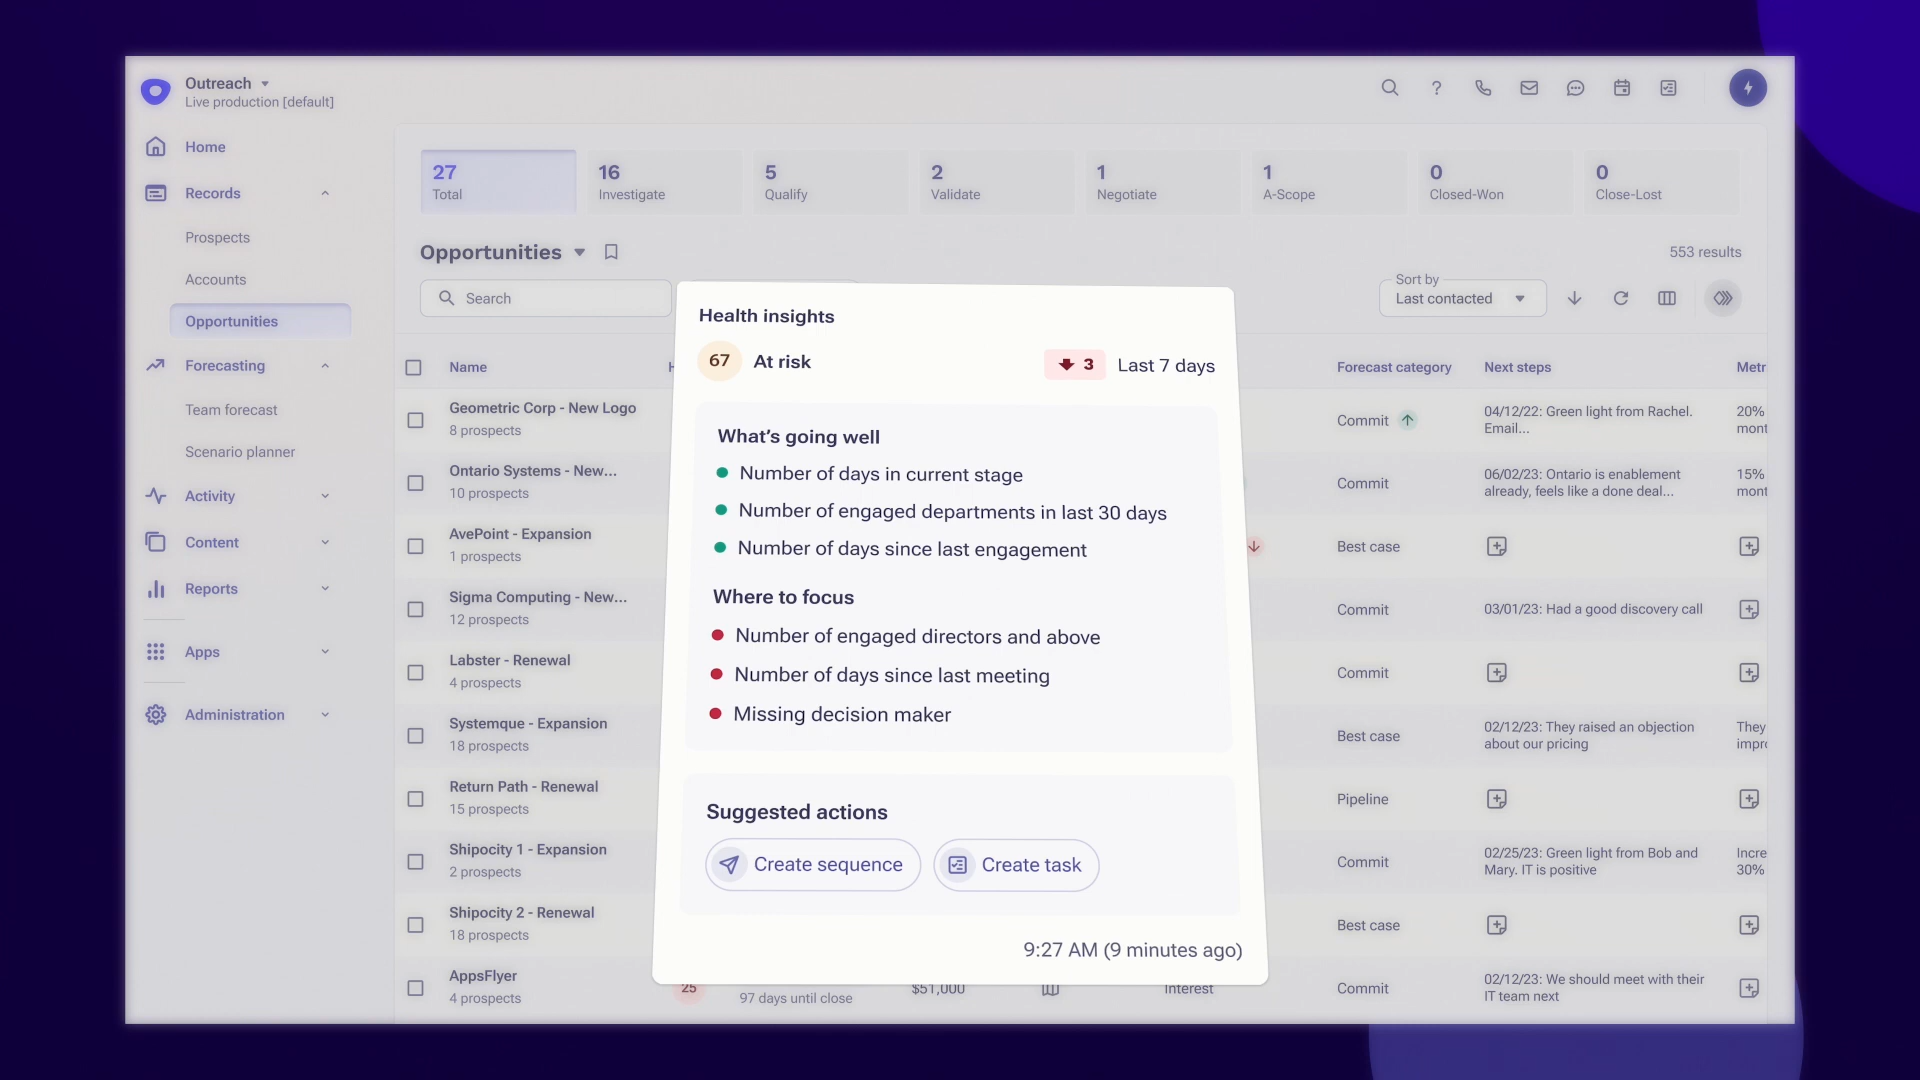 Outreach
Live production [default]
Home
Records
Prospects
Accounts
Opportunities
Forecasting
Team forecast
Scenario planner
Activity
Content
Reports
Apps
Administration
27
Total
16
Investigate
5
Qualify
2
Validate
1
Negotiate
1
A-Scope
0
Closed-Won
0
Close-Lost
Opportunities
553 results
Search
Sort by
Last contacted
Name
Forecast category
Next steps
Metr
Geometric Corp - New Logo
8 prospects
Commit
04/12/22: Green light from Rachel.
Email...
20%
mont
Ontario Systems - New...
10 prospects
Commit
06/02/23: Ontario is enablement
already, feels like a done deal...
15%
mont
AvePoint - Expansion
1 prospects
Best case
Sigma Computing - New...
12 prospects
Commit
03/01/23: Had a good discovery call
Labster - Renewal
4 prospects
Commit
Systemque - Expansion
18 prospects
Best case
02/12/23: They raised an objection
about our pricing
They
impr
Return Path - Renewal
15 prospects
Pipeline
Shipocity 1 - Expansion
2 prospects
Commit
02/25/23: Green light from Bob and
Mary. IT is positive
Incre
30%
Shipocity 2 - Renewal
18 prospects
Best case
AppsFlyer
4 prospects
25
97 days until close
$51,000
Interest
Commit
02/12/23: We should meet with their
IT team next
Health insights
67
At risk
3
Last 7 days
What's going well
Number of days in current stage
Number of engaged departments in last 30 days
Number of days since last engagement
Where to focus
Number of engaged directors and above
Number of days since last meeting
Missing decision maker
Suggested actions
Create sequence
Create task
9:27 AM (9 minutes ago)